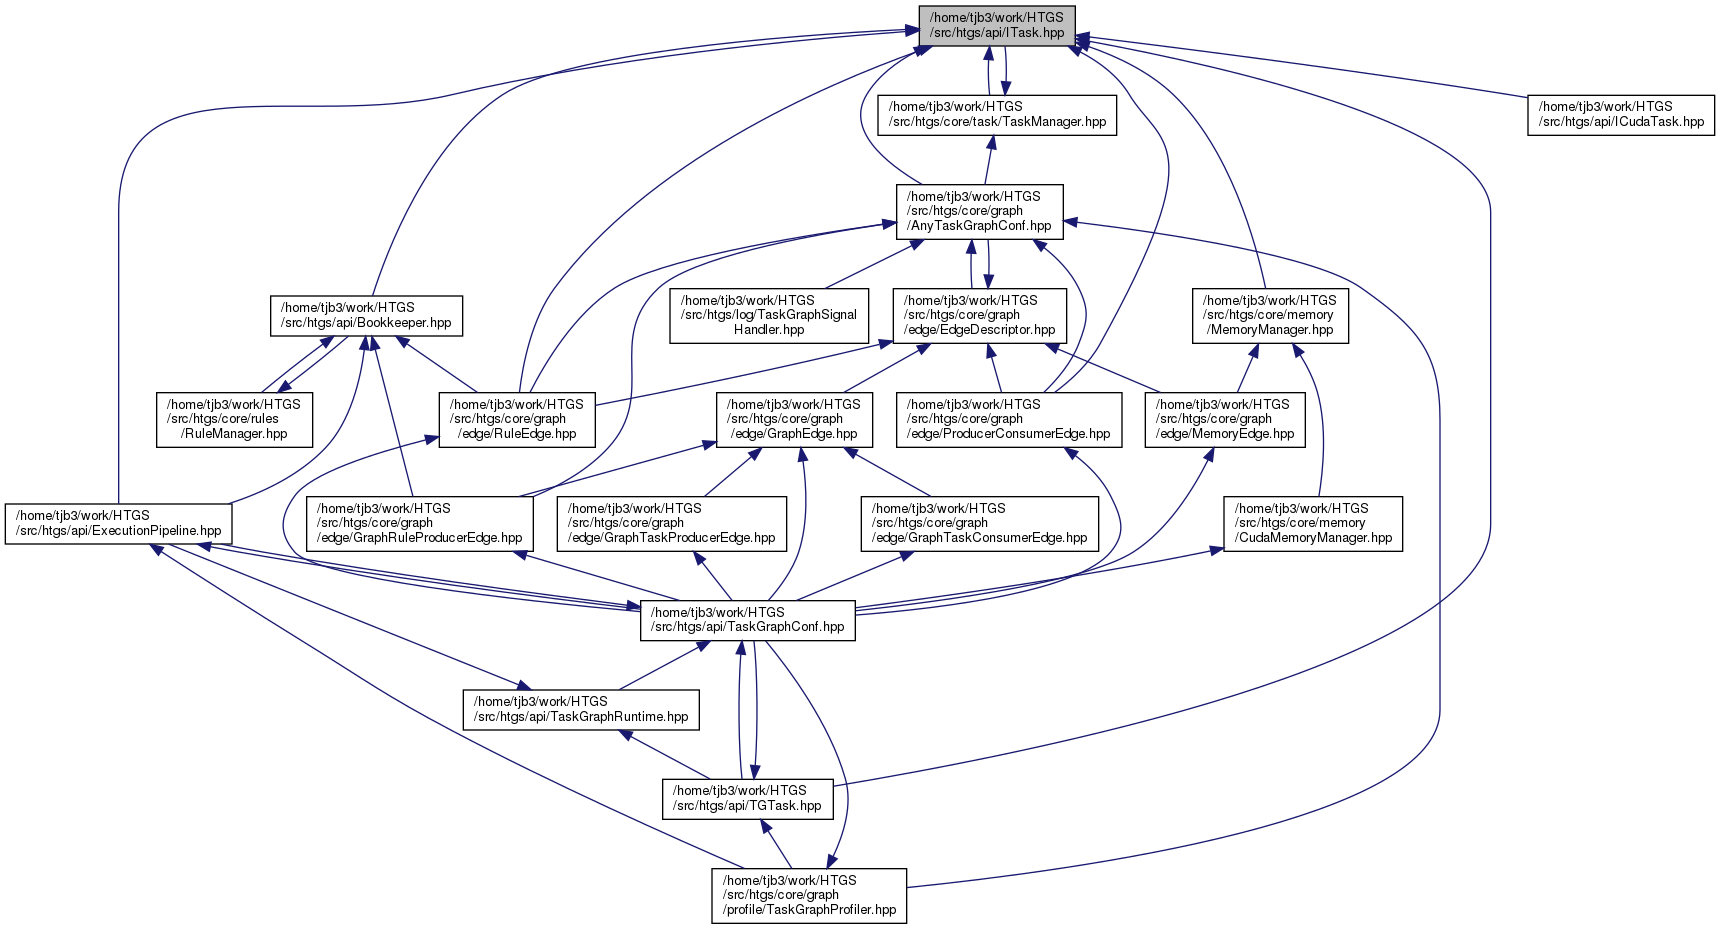 /home/tjb3/work/HTGS
/src/htgs/api/ITask.hpp
/home/tjb3/work/HTGS
/src/htgs/core/task/TaskManager.hpp
/home/tjb3/work/HTGS
/src/htgs/api/ICudaTask.hpp
/home/tjb3/work/HTGS
/src/htgs/core/graph
/AnyTaskGraphConf.hpp
/home/tjb3/work/HTGS
/src/htgs/api/Bookkeeper.hpp
/home/tjb3/work/HTGS
/src/htgs/log/TaskGraphSignal
Handler.hpp
/home/tjb3/work/HTGS
/src/htgs/core/graph
/edge/EdgeDescriptor.hpp
/home/tjb3/work/HTGS
/src/htgs/core/memory
/MemoryManager.hpp
/home/tjb3/work/HTGS
/src/htgs/core/rules
/RuleManager.hpp
/home/tjb3/work/HTGS
/src/htgs/core/graph
/edge/RuleEdge.hpp
/home/tjb3/work/HTGS
/src/htgs/core/graph
/edge/GraphEdge.hpp
/home/tjb3/work/HTGS
/src/htgs/core/graph
/edge/ProducerConsumerEdge.hpp
/home/tjb3/work/HTGS
/src/htgs/core/graph
/edge/MemoryEdge.hpp
/home/tjb3/work/HTGS
/src/htgs/api/ExecutionPipeline.hpp
/home/tjb3/work/HTGS
/src/htgs/core/graph
/edge/GraphRuleProducerEdge.hpp
/home/tjb3/work/HTGS
/src/htgs/core/graph
/edge/GraphTaskProducerEdge.hpp
/home/tjb3/work/HTGS
/src/htgs/core/graph
/edge/GraphTaskConsumerEdge.hpp
/home/tjb3/work/HTGS
/src/htgs/core/memory
/CudaMemoryManager.hpp
/home/tjb3/work/HTGS
/src/htgs/api/TaskGraphConf.hpp
/home/tjb3/work/HTGS
/src/htgs/api/TaskGraphRuntime.hpp
/home/tjb3/work/HTGS
/src/htgs/api/TGTask.hpp
/home/tjb3/work/HTGS
/src/htgs/core/graph
/profile/TaskGraphProfiler.hpp